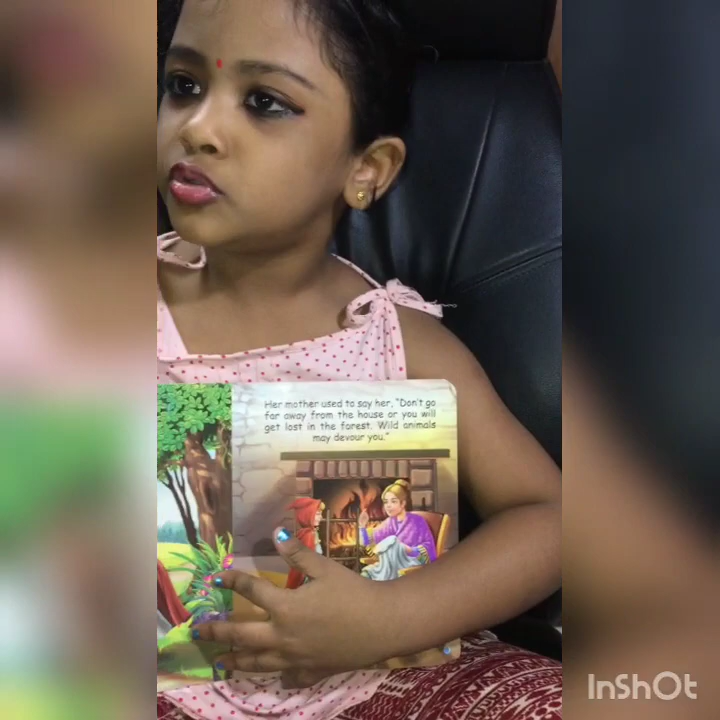 Her mother used to say her, "Don't go
far away from the house or you will
get lost in the forest. Wild animals
may devour you."
InShOt